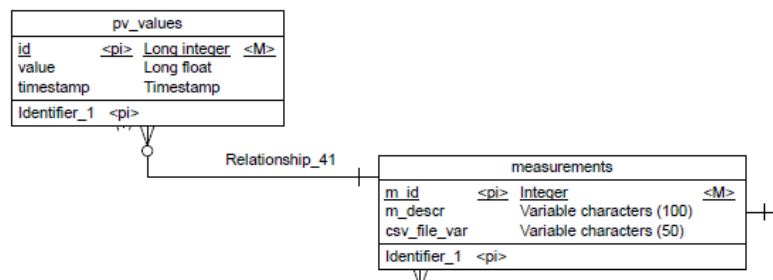 pv_values
id <pi> Long integer <M>
value Long float
timestamp Timestamp
Identifier_1 <pi>
Relationship_41
measurements
m_id <pi> Integer <M>
m_descr Variable characters (100)
csv_file_var Variable characters (50)
Identifier_1 <pi>